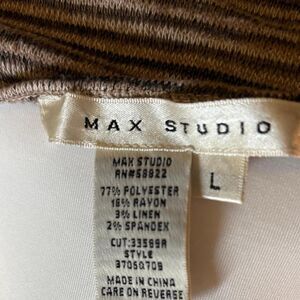 MAX STUDIO
L
MAX STUDIO
RN#58822
77% POLYESTER
18% RAYON
3% LINEN
2% SPANDEX
CUT:33599R
STYLE
3705Q709
MADE IN CHINA
CARE ON REVERSE